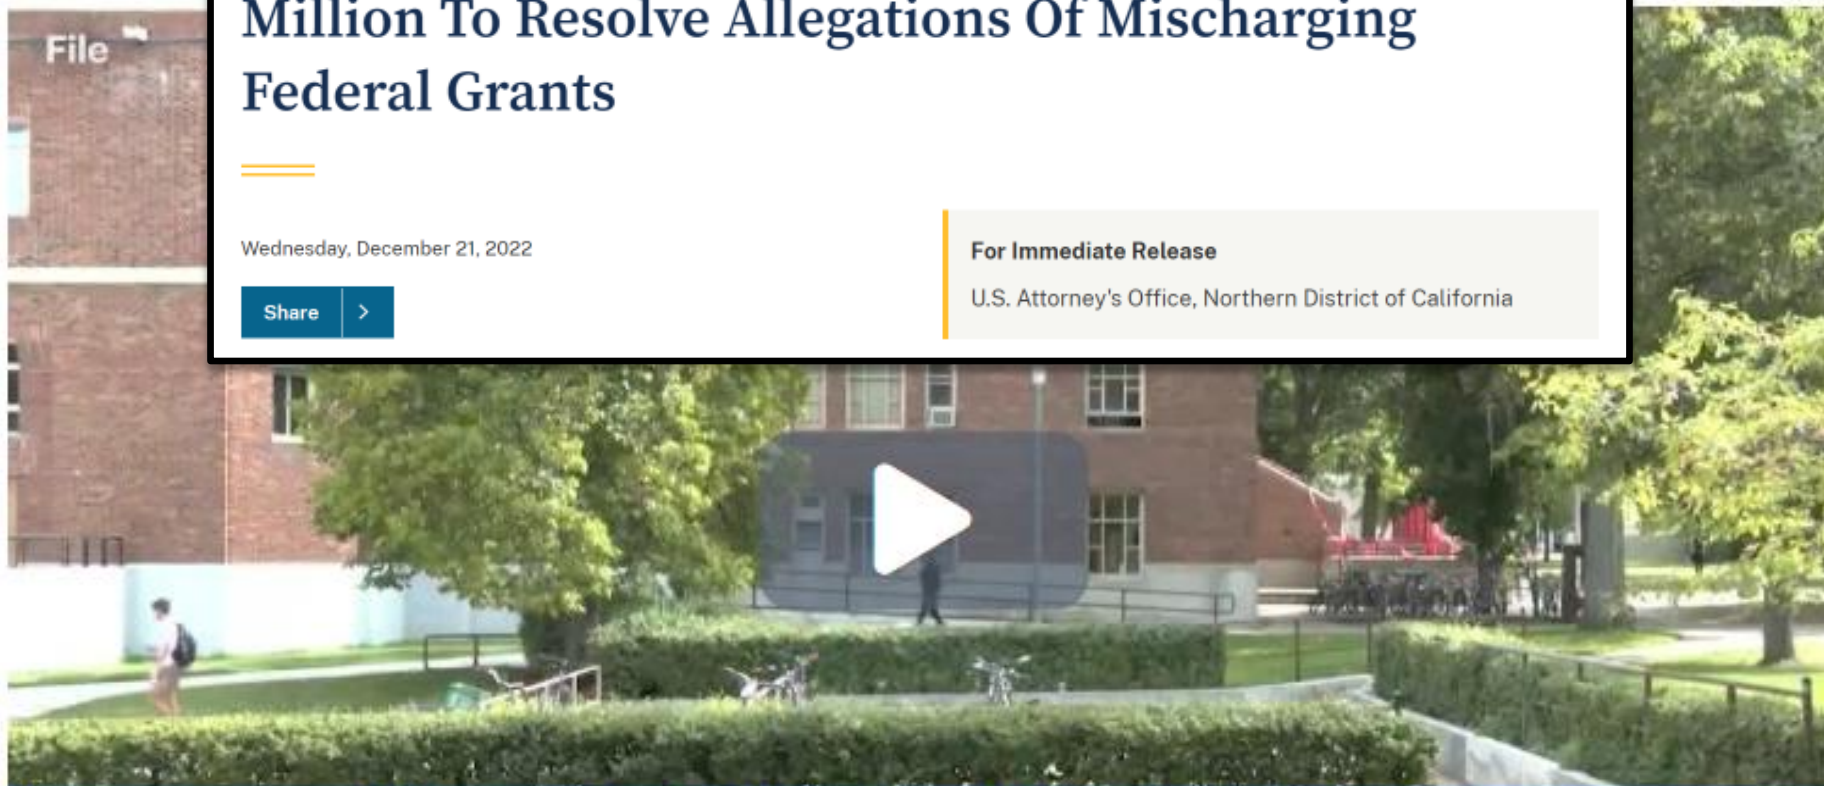 Million To Resolve Allegations Of Mischarging
Federal Grants
File
Wednesday, December 21, 2022
For Immediate Release
Share
U.S. Attorney's Office, Northern District of California